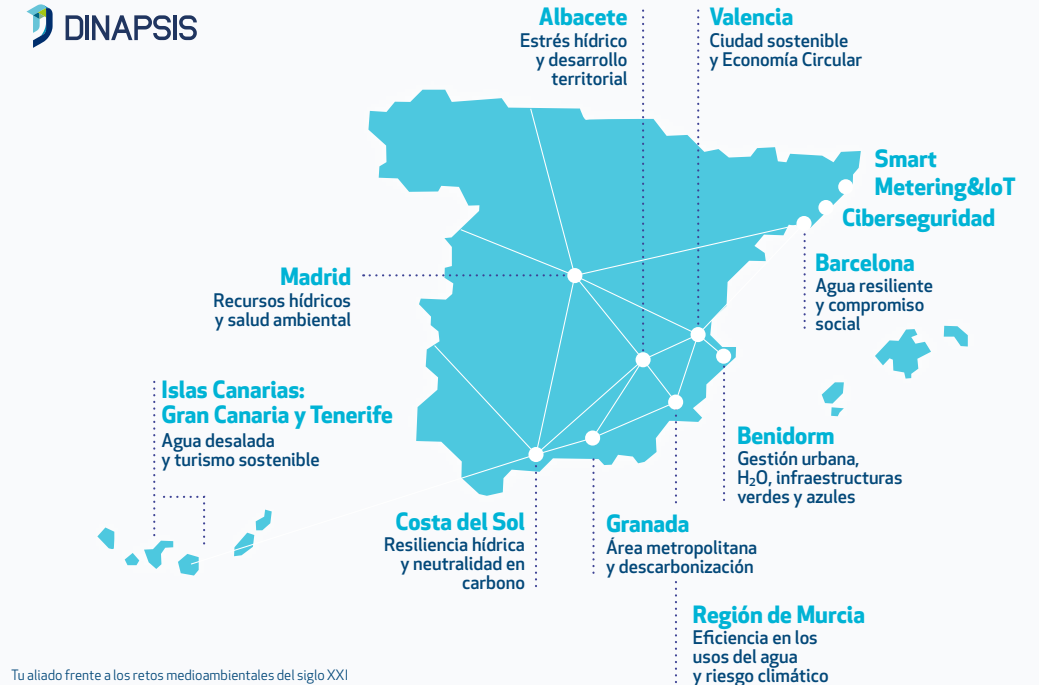 DINAPSIS
Albacete
Estrés hídrico
y desarrollo
territorial
Valencia
Ciudad sostenible
y Economía Circular
Smart
Metering&IoT
Ciberseguridad
Barcelona
Agua resiliente
y compromiso
social
Madrid
Recursos hídricos
y salud ambiental
Islas Canarias:
Gran Canaria y Tenerife
Agua desalada
y turismo sostenible
Benidorm
Gestión urbana,
H₂O, infraestructuras
verdes y azules
Costa del Sol
Resiliencia hídrica
y neutralidad en
carbono
Granada
Área metropolitana
y descarbonización
Región de Murcia
Eficiencia en los
usos del agua
y riesgo climático
Tu aliado frente a los retos medioambientales del siglo XXI